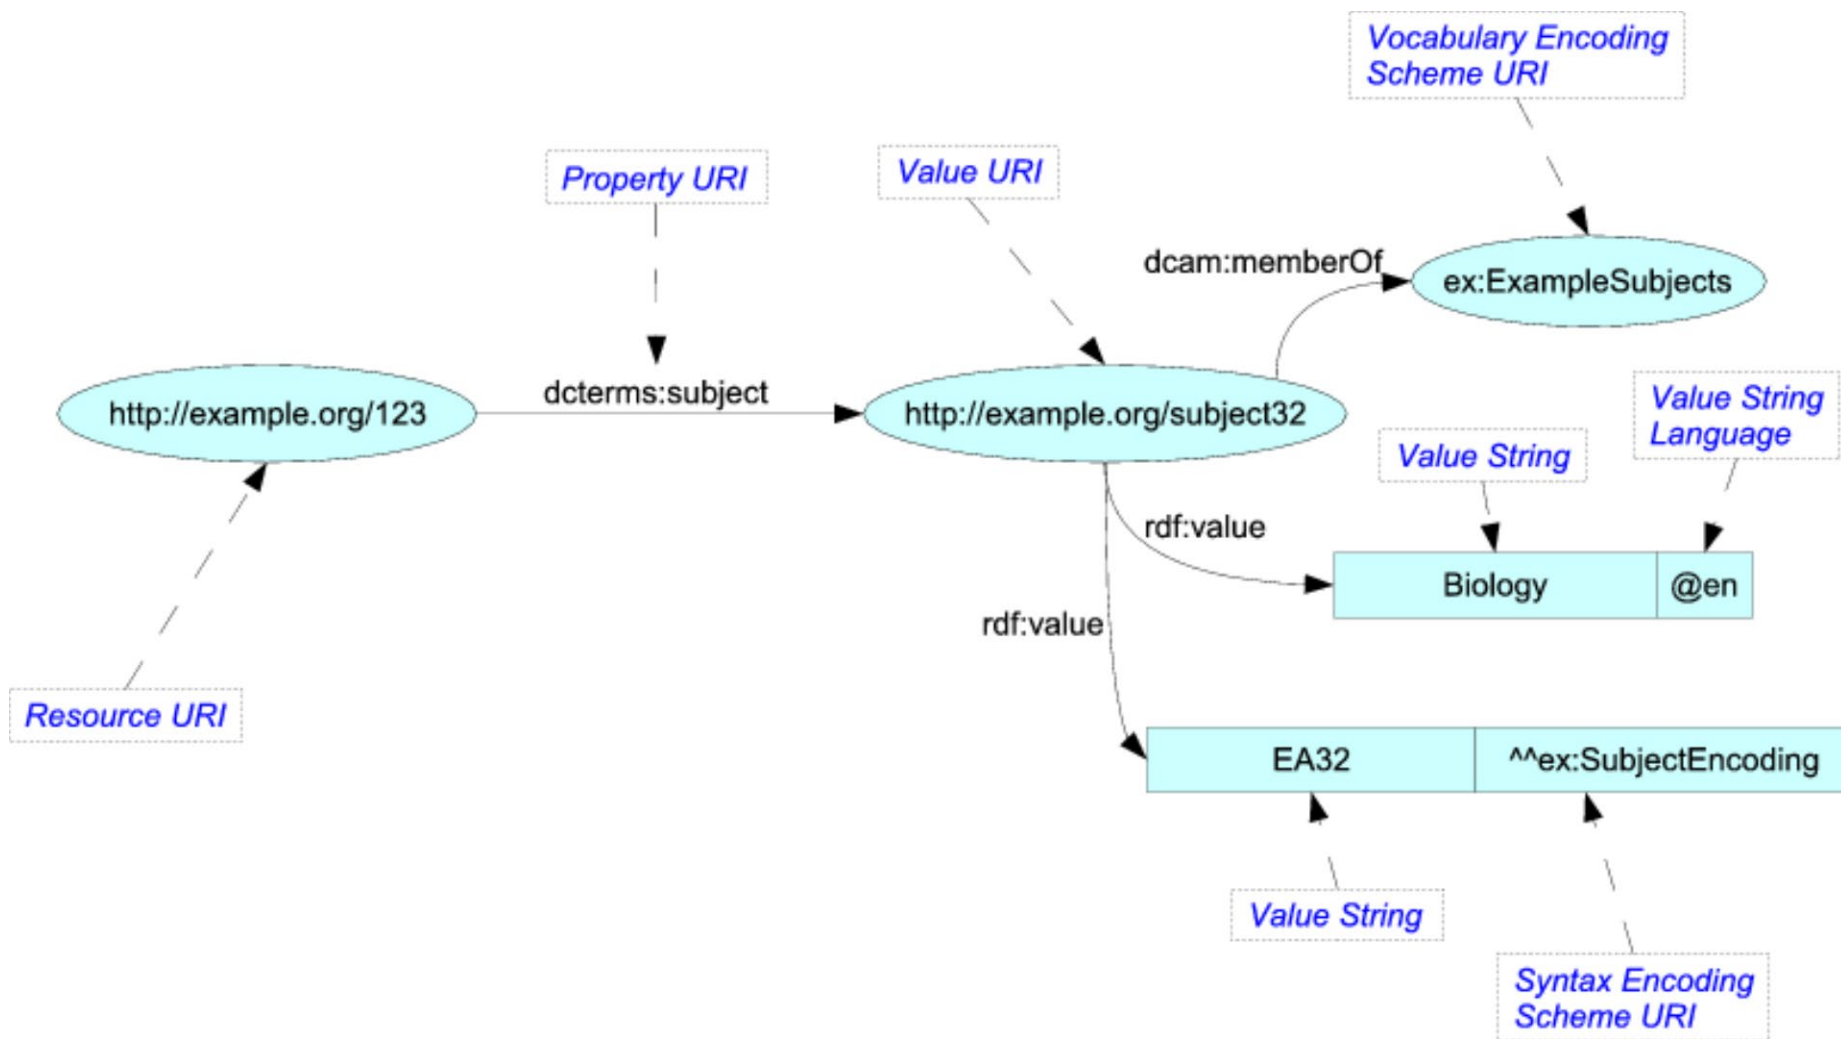 Vocabulary Encoding
Scheme URI
Property URI
Value URI
dcam:memberOf
ex:ExampleSubjects
http://example.org/123
dcterms:subject
http://example.org/subject32
Value String
Language
Value String
rdf:value
Biology
@en
rdf:value
Resource URI
EA32
^^ex:SubjectEncoding
Value String
Syntax Encoding
Scheme URI